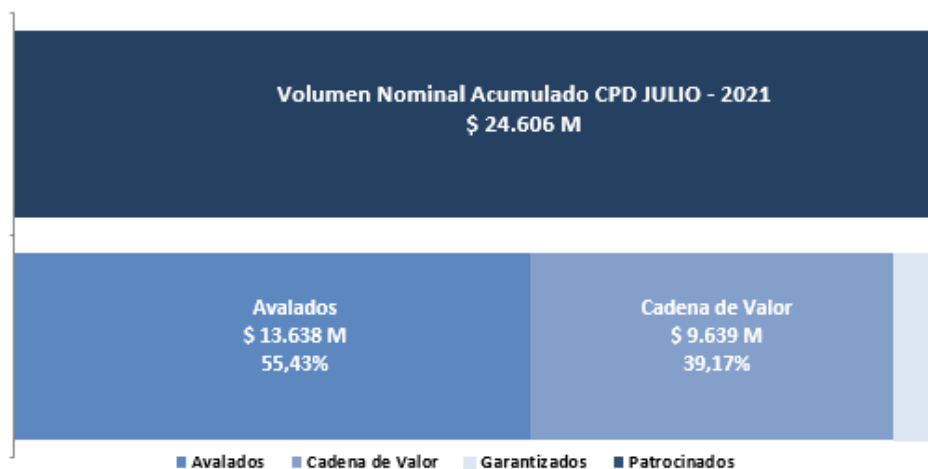 Volumen Nominal Acumulado CPD JULIO - 2021
$ 24.606 M
Avalados
$ 13.638 M
55,43%
Cadena de Valor
$ 9.639 M
39,17%
Avalados Cadena de Valor Garantizados Patrocinados